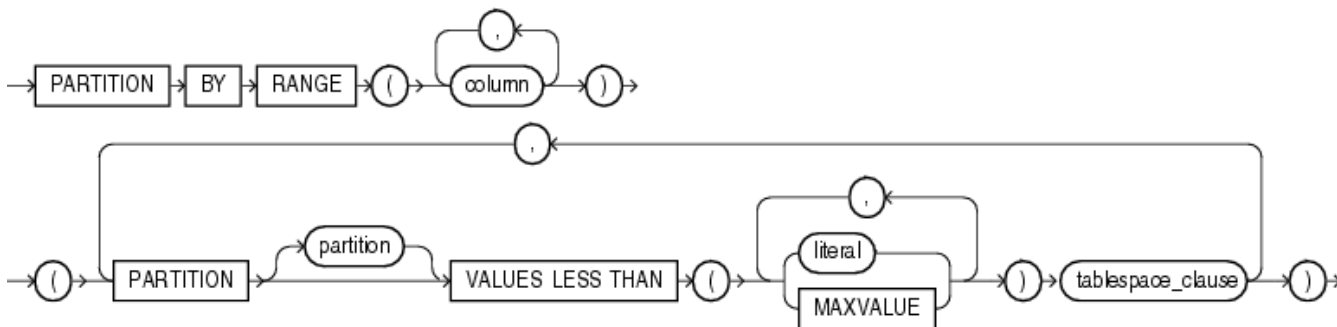 ,
PARTITION BY RANGE ( column )
,
,
partition
literal
( PARTITION VALUES LESS THAN ( ) tablespace_clause )
MAXVALUE